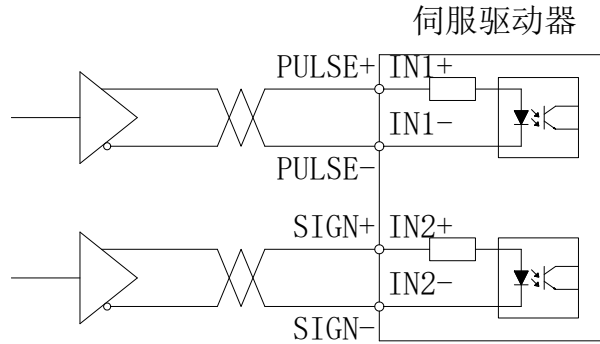 伺服驱动器
PULSE+ IN1+
IN1-
PULSE-
SIGN+ IN2+
IN2-
SIGN-